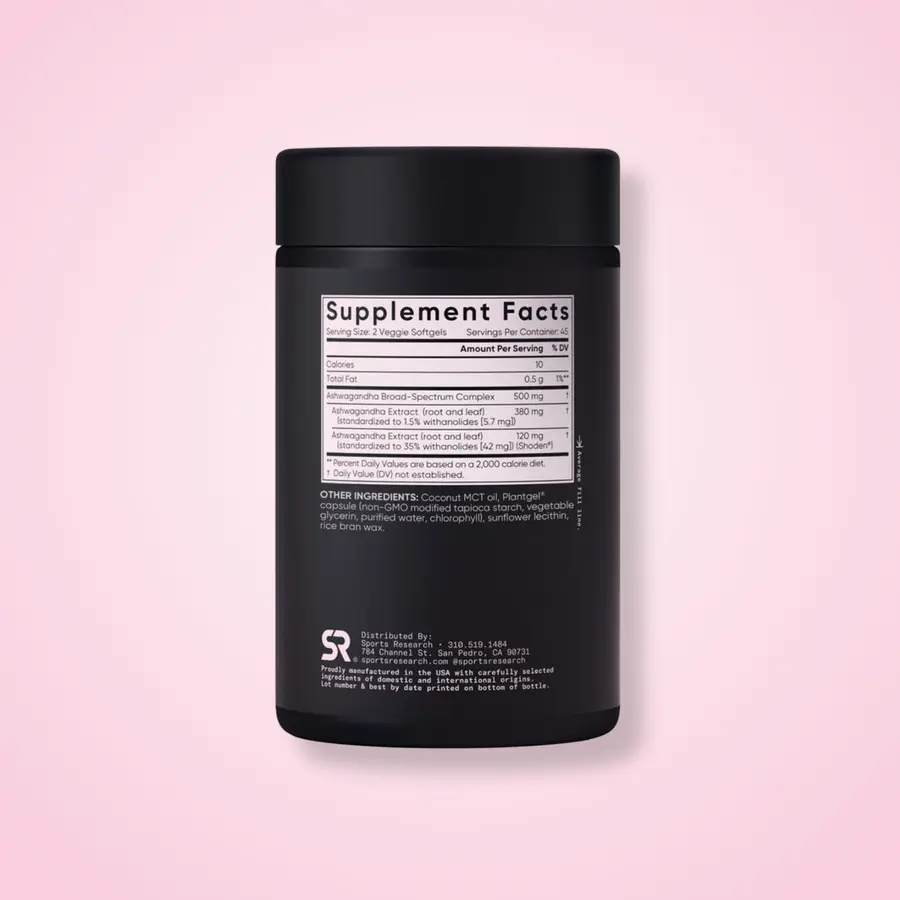 Supplement Facts
Serving Size: 2 Veggie Softgels Servings Per Container: 45
Amount Per Serving % DV
Calories 10
Total Fat 0.5 g 1%**
Ashwagandha Broad-Spectrum Complex 500 mg †
Ashwagandha Extract (root and leaf) 380 mg †
(standardized to 1.5% withanolides [5.7 mg])
Ashwagandha Extract (root and leaf) 120 mg †
(standardized to 35% withanolides [42 mg]) (Shoden®)
** Percent Daily Values are based on a 2,000 calorie diet.
† Daily Value (DV) not established.
Average fill line.
OTHER INGREDIENTS: Coconut MCT oil, Plantgel®
capsule (non-GMO modified tapioca starch, vegetable
glycerin, purified water, chlorophyll), sunflower lecithin,
rice bran wax.
SR®
Distributed By:
Sports Research • 310.519.1484
784 Channel St. San Pedro, CA 90731
sportsresearch.com @sportsresearch
Proudly manufactured in the USA with carefully selected
ingredients of domestic and international origins.
Lot number & best by date printed on bottom of bottle.